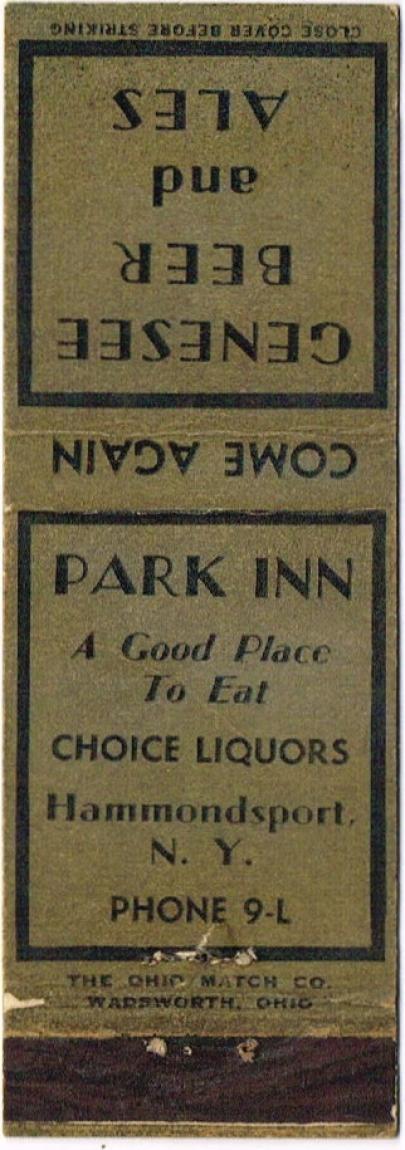 CLOSE COVER BEFORE STRIKING
GENESEE
BEER
and
ALES
COME AGAIN
PARK INN
A Good Place
To Eat
CHOICE LIQUORS
Hammondsport,
N. Y.
PHONE 9-L
THE OHIO MATCH CO.
WADSWORTH, OHIO